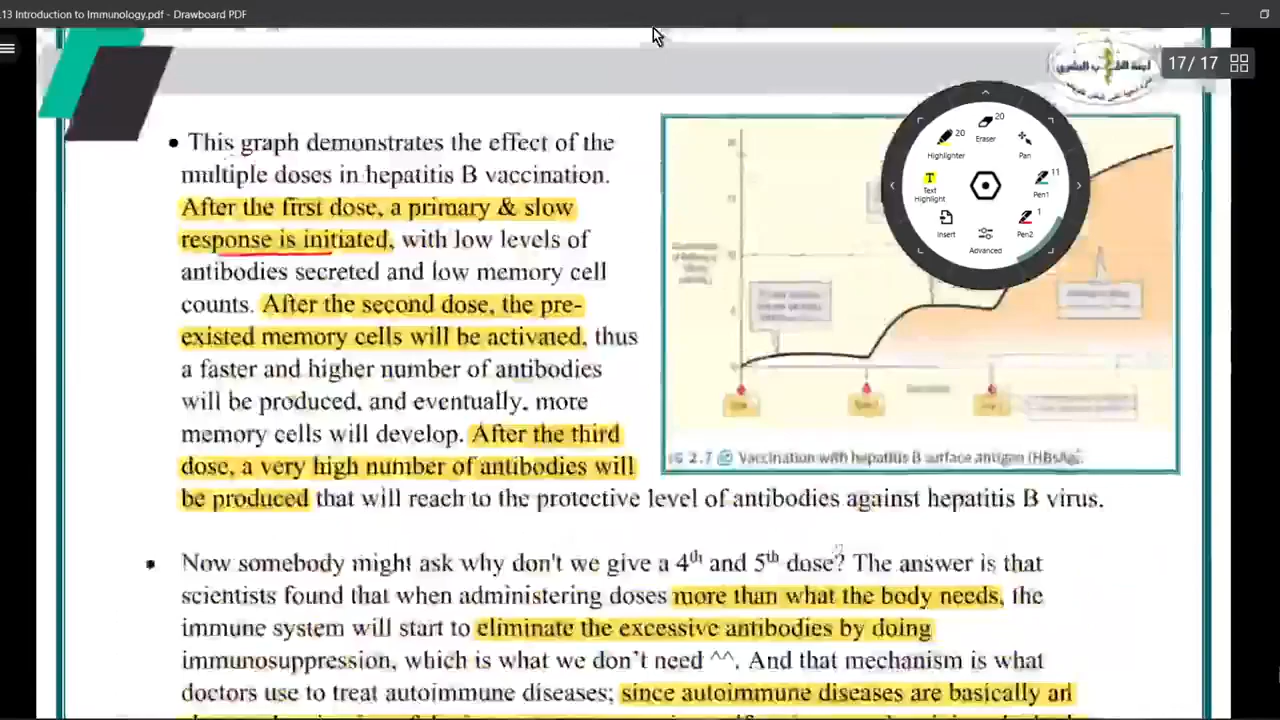 .13 Introduction to Immunology.pdf - Drawboard PDF
17 / 17
• This graph demonstrates the effect of the
multiple doses in hepatitis B vaccination.
After the first dose, a primary & slow
response is initiated, with low levels of
antibodies secreted and low memory cell
counts. After the second dose, the pre-
existed memory cells will be activated, thus
a faster and higher number of antibodies
will be produced, and eventually, more
memory cells will develop. After the third
dose, a very high number of antibodies will
be produced that will reach to the protective level of antibodies against hepatitis B virus.
20
Eraser
20
Highlighter
Pan
T
Text
Highlight
11
Pen1
Insert
1
Pen2
Advanced
2.7 Vaccination with hepatitis B surface antigen (HBsAg).
• Now somebody might ask why don't we give a 4th and 5th dose? The answer is that
scientists found that when administering doses more than what the body needs, the
immune system will start to eliminate the excessive antibodies by doing
immunosuppression, which is what we don't need ^^. And that mechanism is what
doctors use to treat autoimmune diseases; since autoimmune diseases are basically an